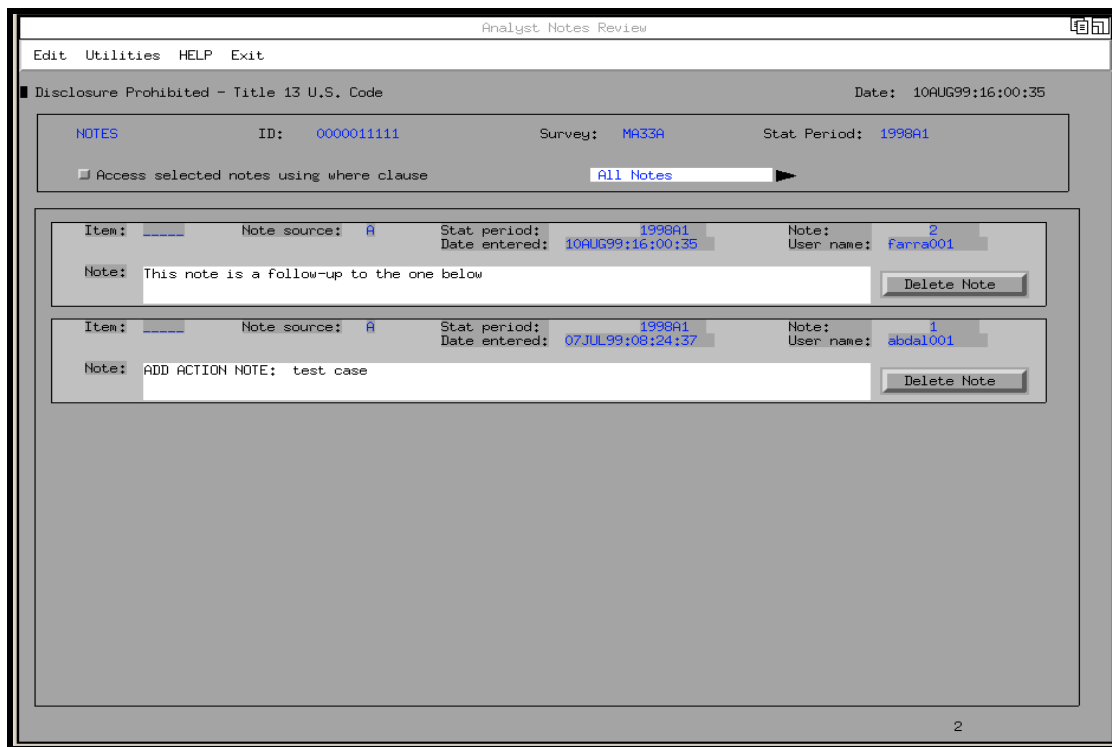 Analyst Notes Review
Edit Utilities HELP Exit
Disclosure Prohibited - Title 13 U.S. Code Date: 10AUG99:16:00:35
NOTES ID: 0000011111 Survey: MA33A Stat Period: 1998A1
Access selected notes using where clause All Notes
Item: _____ Note source: A Stat period: 1998A1 Note: 2
Date entered: 10AUG99:16:00:35 User name: farra001
Note: This note is a follow-up to the one below Delete Note
Item: _____ Note source: A Stat period: 1998A1 Note: 1
Date entered: 07JUL99:08:24:37 User name: abdal001
Note: ADD ACTION NOTE: test case Delete Note
2